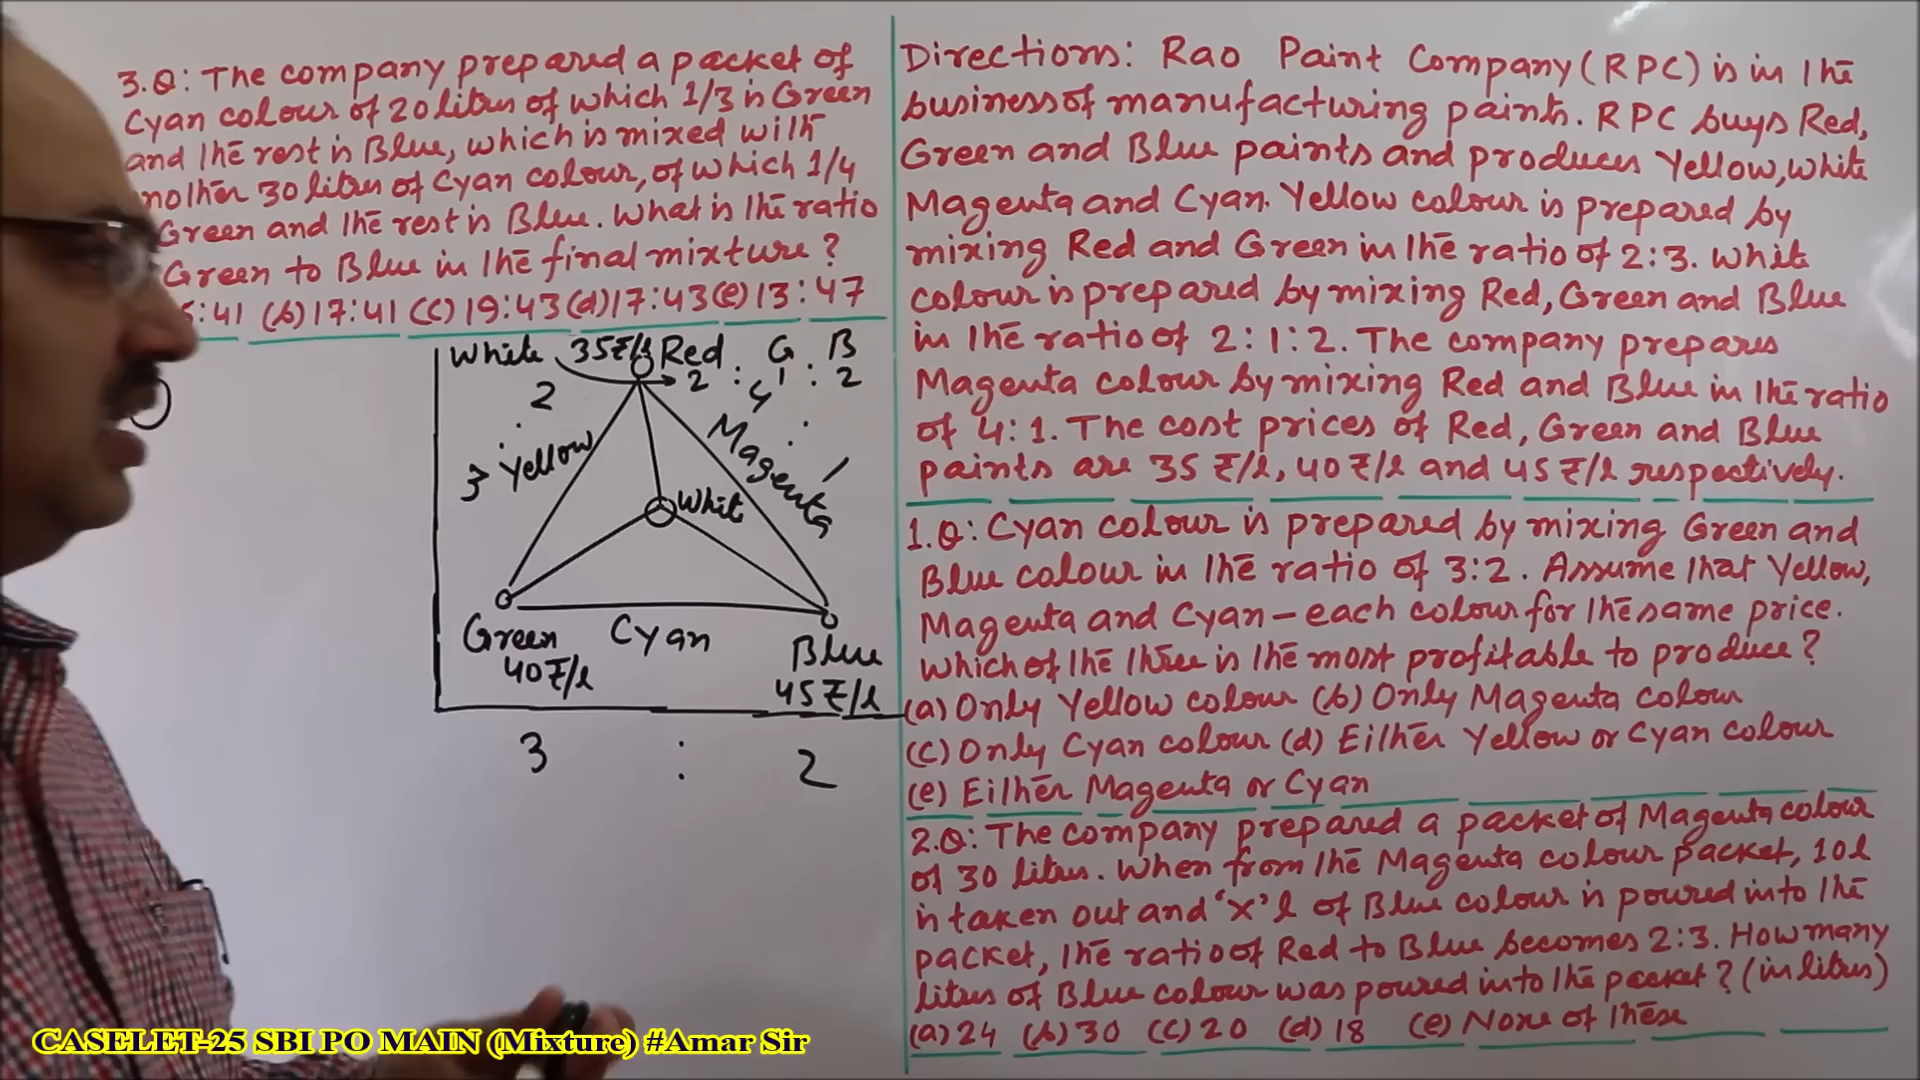 3.Q: The company prepared a packet of
Cyan colour of 20 litres of which 1/3 is Green
and the rest is Blue, which is mixed with
nother 30 litres of Cyan colour, of which 1/4
Green and the rest is Blue. What is the ratio
Green to Blue in the final mixture?
5:41 (b) 17:41 (c) 19:43 (d) 17:43 (e) 13:47
White 35₹/l Red : G : B
2 : 1 : 2
2 : 3 Yellow
4 : 1 Magenta
White
Green Cyan Blue
40₹/l 45₹/l
3 : 2
Directions: Rao Paint Company (RPC) is in the
business of manufacturing paints. RPC buys Red,
Green and Blue paints and produces Yellow, White
Magenta and Cyan. Yellow colour is prepared by
mixing Red and Green in the ratio of 2:3. White
colour is prepared by mixing Red, Green and Blue
in the ratio of 2:1:2. The company prepares
Magenta colour by mixing Red and Blue in the ratio
of 4:1. The cost prices of Red, Green and Blue
paints are 35 ₹/l, 40 ₹/l and 45 ₹/l respectively.
1.Q: Cyan colour is prepared by mixing Green and
Blue colour in the ratio of 3:2. Assume that Yellow,
Magenta and Cyan - each colour for the same price.
Which of the three is the most profitable to produce?
(a) Only Yellow colour (b) Only Magenta colour
(c) Only Cyan colour (d) Either Yellow or Cyan colour
(e) Either Magenta or Cyan
2.Q: The company prepared a packet of Magenta colour
of 30 litres. When from the Magenta colour packet, 10l
is taken out and 'x' l of Blue colour is poured into the
packet, the ratio of Red to Blue becomes 2:3. How many
litres of Blue colour was poured into the packet? (in litres)
(a) 24 (b) 30 (c) 20 (d) 18 (e) None of these
CASELET-25 SBI PO MAIN (Mixture) #Amar Sir